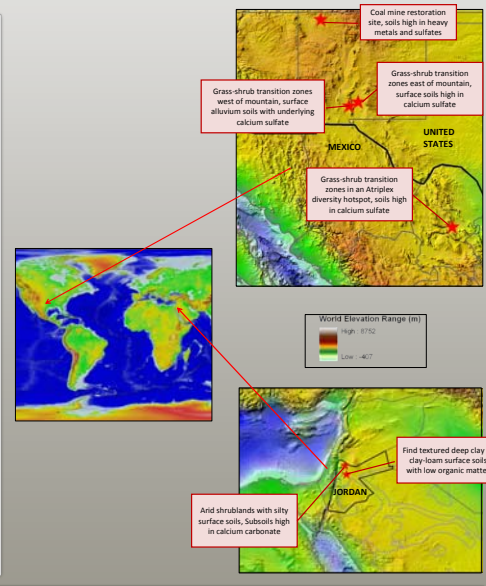 Coal mine restoration
site, soils high in heavy
metals and sulfates
Grass-shrub transition zones
west of mountain, surface
alluvium soils with underlying
calcium sulfate
Grass-shrub transition
zones east of mountain,
surface soils high in
calcium sulfate
UNITED
STATES
MEXICO
Grass-shrub transition
zones in an Atriplex
diversity hotspot, soils high
in calcium sulfate
World Elevation Range (m)
High : 8752
Low : -407
Find textured deep clay
clay-loam surface soils
with low organic matte
JORDAN
Arid shrublands with silty
surface soils, Subsoils high
in calcium carbonate